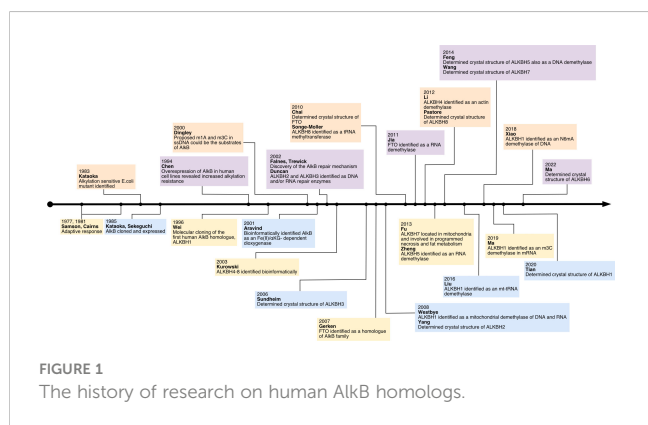 2014
Feng
Determined crystal structure of ALKBH5 also as a DNA demethylase
Wang
Determined crystal structure of ALKBH7
2012
Li
ALKBH4 identified as an actin
demethylase
Pastore
Determined crystal structure
of ALKBH8
2010
Chai
Determined crystal structure of
FTO
Songe-Moller
ALKBH8 identified as a tRNA
methyltransferase
2000
Dingley
Proposed m1A and m3C in
ssDNA could be the substrates
of AlkB
2018
Xiao
ALKBH1 identified as an N6mA
demethylase of DNA
2011
Jia
FTO identified as a RNA
demethylase
2002
Falnes, Trewick
Discovery of the AlkB repair mechanism
Duncan
ALKBH2 and ALKBH3 identified as DNA
and/or RNA repair enzymes
1994
Chen
Overexpression of AlkB in human
cell lines revealed increased alkylation
resistance
1983
Kataoka
Alkylation sensitive E.coli
mutant identified
2022
Ma
Determined crystal
structure of ALKBH6
1977, 1981
Samson, Cairns
Adaptive response
1985
Kataoka, Sekeguchi
AlkB cloned and expressed
1996
Wei
Molecular cloning of the
first human AlkB homologue,
ALKBH1
2001
Aravind
Bioinformatically identified AlkB
as an Fe(II)/αKG- dependent
dioxygenase
2003
Kurowski
ALKBH4-8 identified bioinformatically
2006
Sundheim
Determined crystal structure of ALKBH3
2007
Gerken
FTO identified as a homologue
of AlkB family
2008
Westbye
ALKBH1 identified as a mitochondrial demethylase of DNA and RNA
Yang
Determined crystal structure of ALKBH2
2013
Fu
ALKBH7 located in mitochondria
and involved in programmed
necrosis and fat metabolism
Zheng
ALKBH5 identified as an RNA
demethylase
2016
Liu
ALKBH1 identified as an mt-tRNA
demethylase
2019
Ma
ALKBH1 identified as an m3C
demethylase in mRNA
2020
Tian
Determined crystal structure of ALKBH1
FIGURE 1
The history of research on human AlkB homologs.